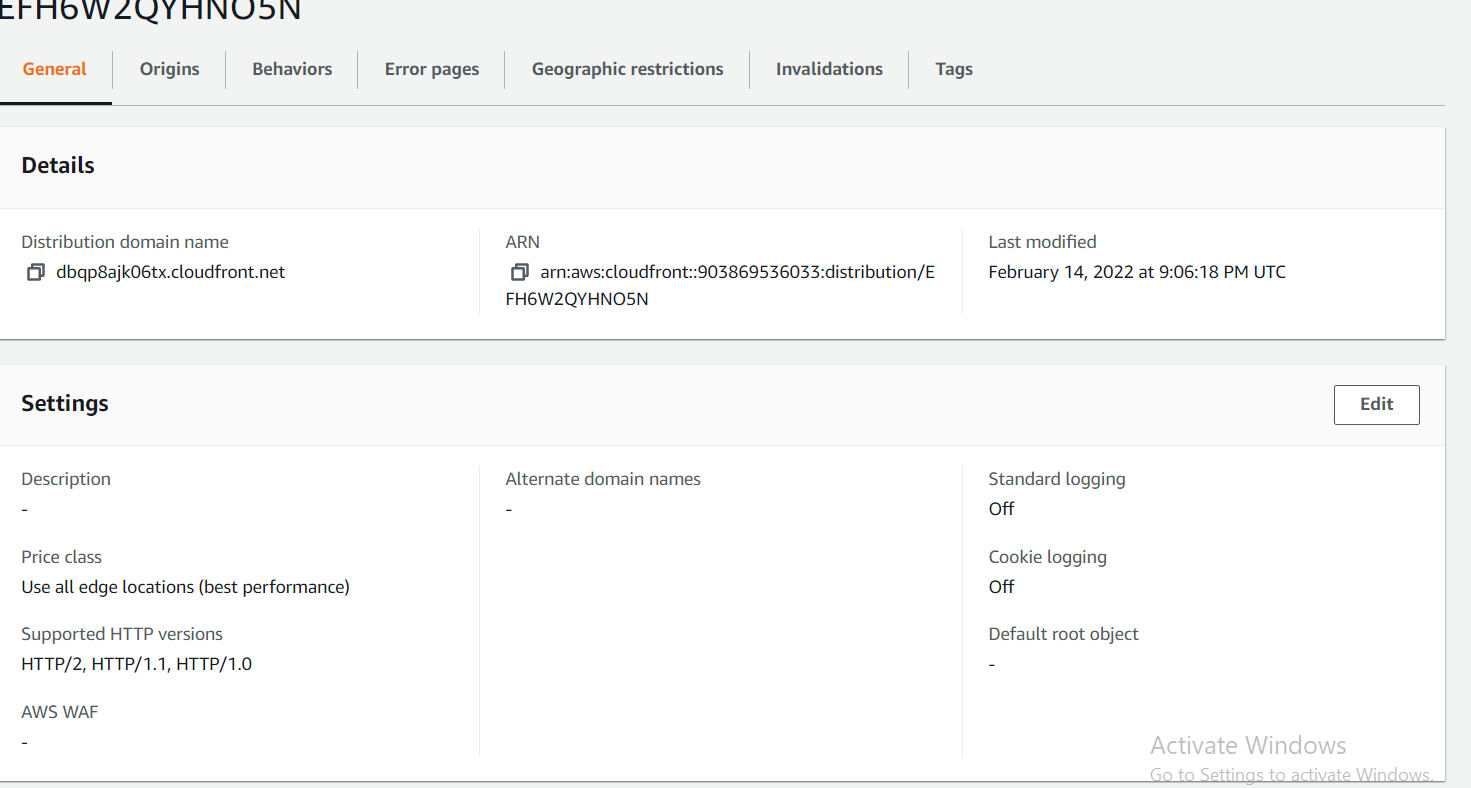 EFH6W2QYHNO5N
General Origins Behaviors Error pages Geographic restrictions Invalidations Tags
Details
Distribution domain name
dbqp8ajk06tx.cloudfront.net
ARN
arn:aws:cloudfront::903869536033:distribution/E
FH6W2QYHNO5N
Last modified
February 14, 2022 at 9:06:18 PM UTC
Settings
Edit
Description
-
Price class
Use all edge locations (best performance)
Supported HTTP versions
HTTP/2, HTTP/1.1, HTTP/1.0
AWS WAF
-
Alternate domain names
-
Standard logging
Off
Cookie logging
Off
Default root object
-
Activate Windows
Go to Settings to activate Windows.